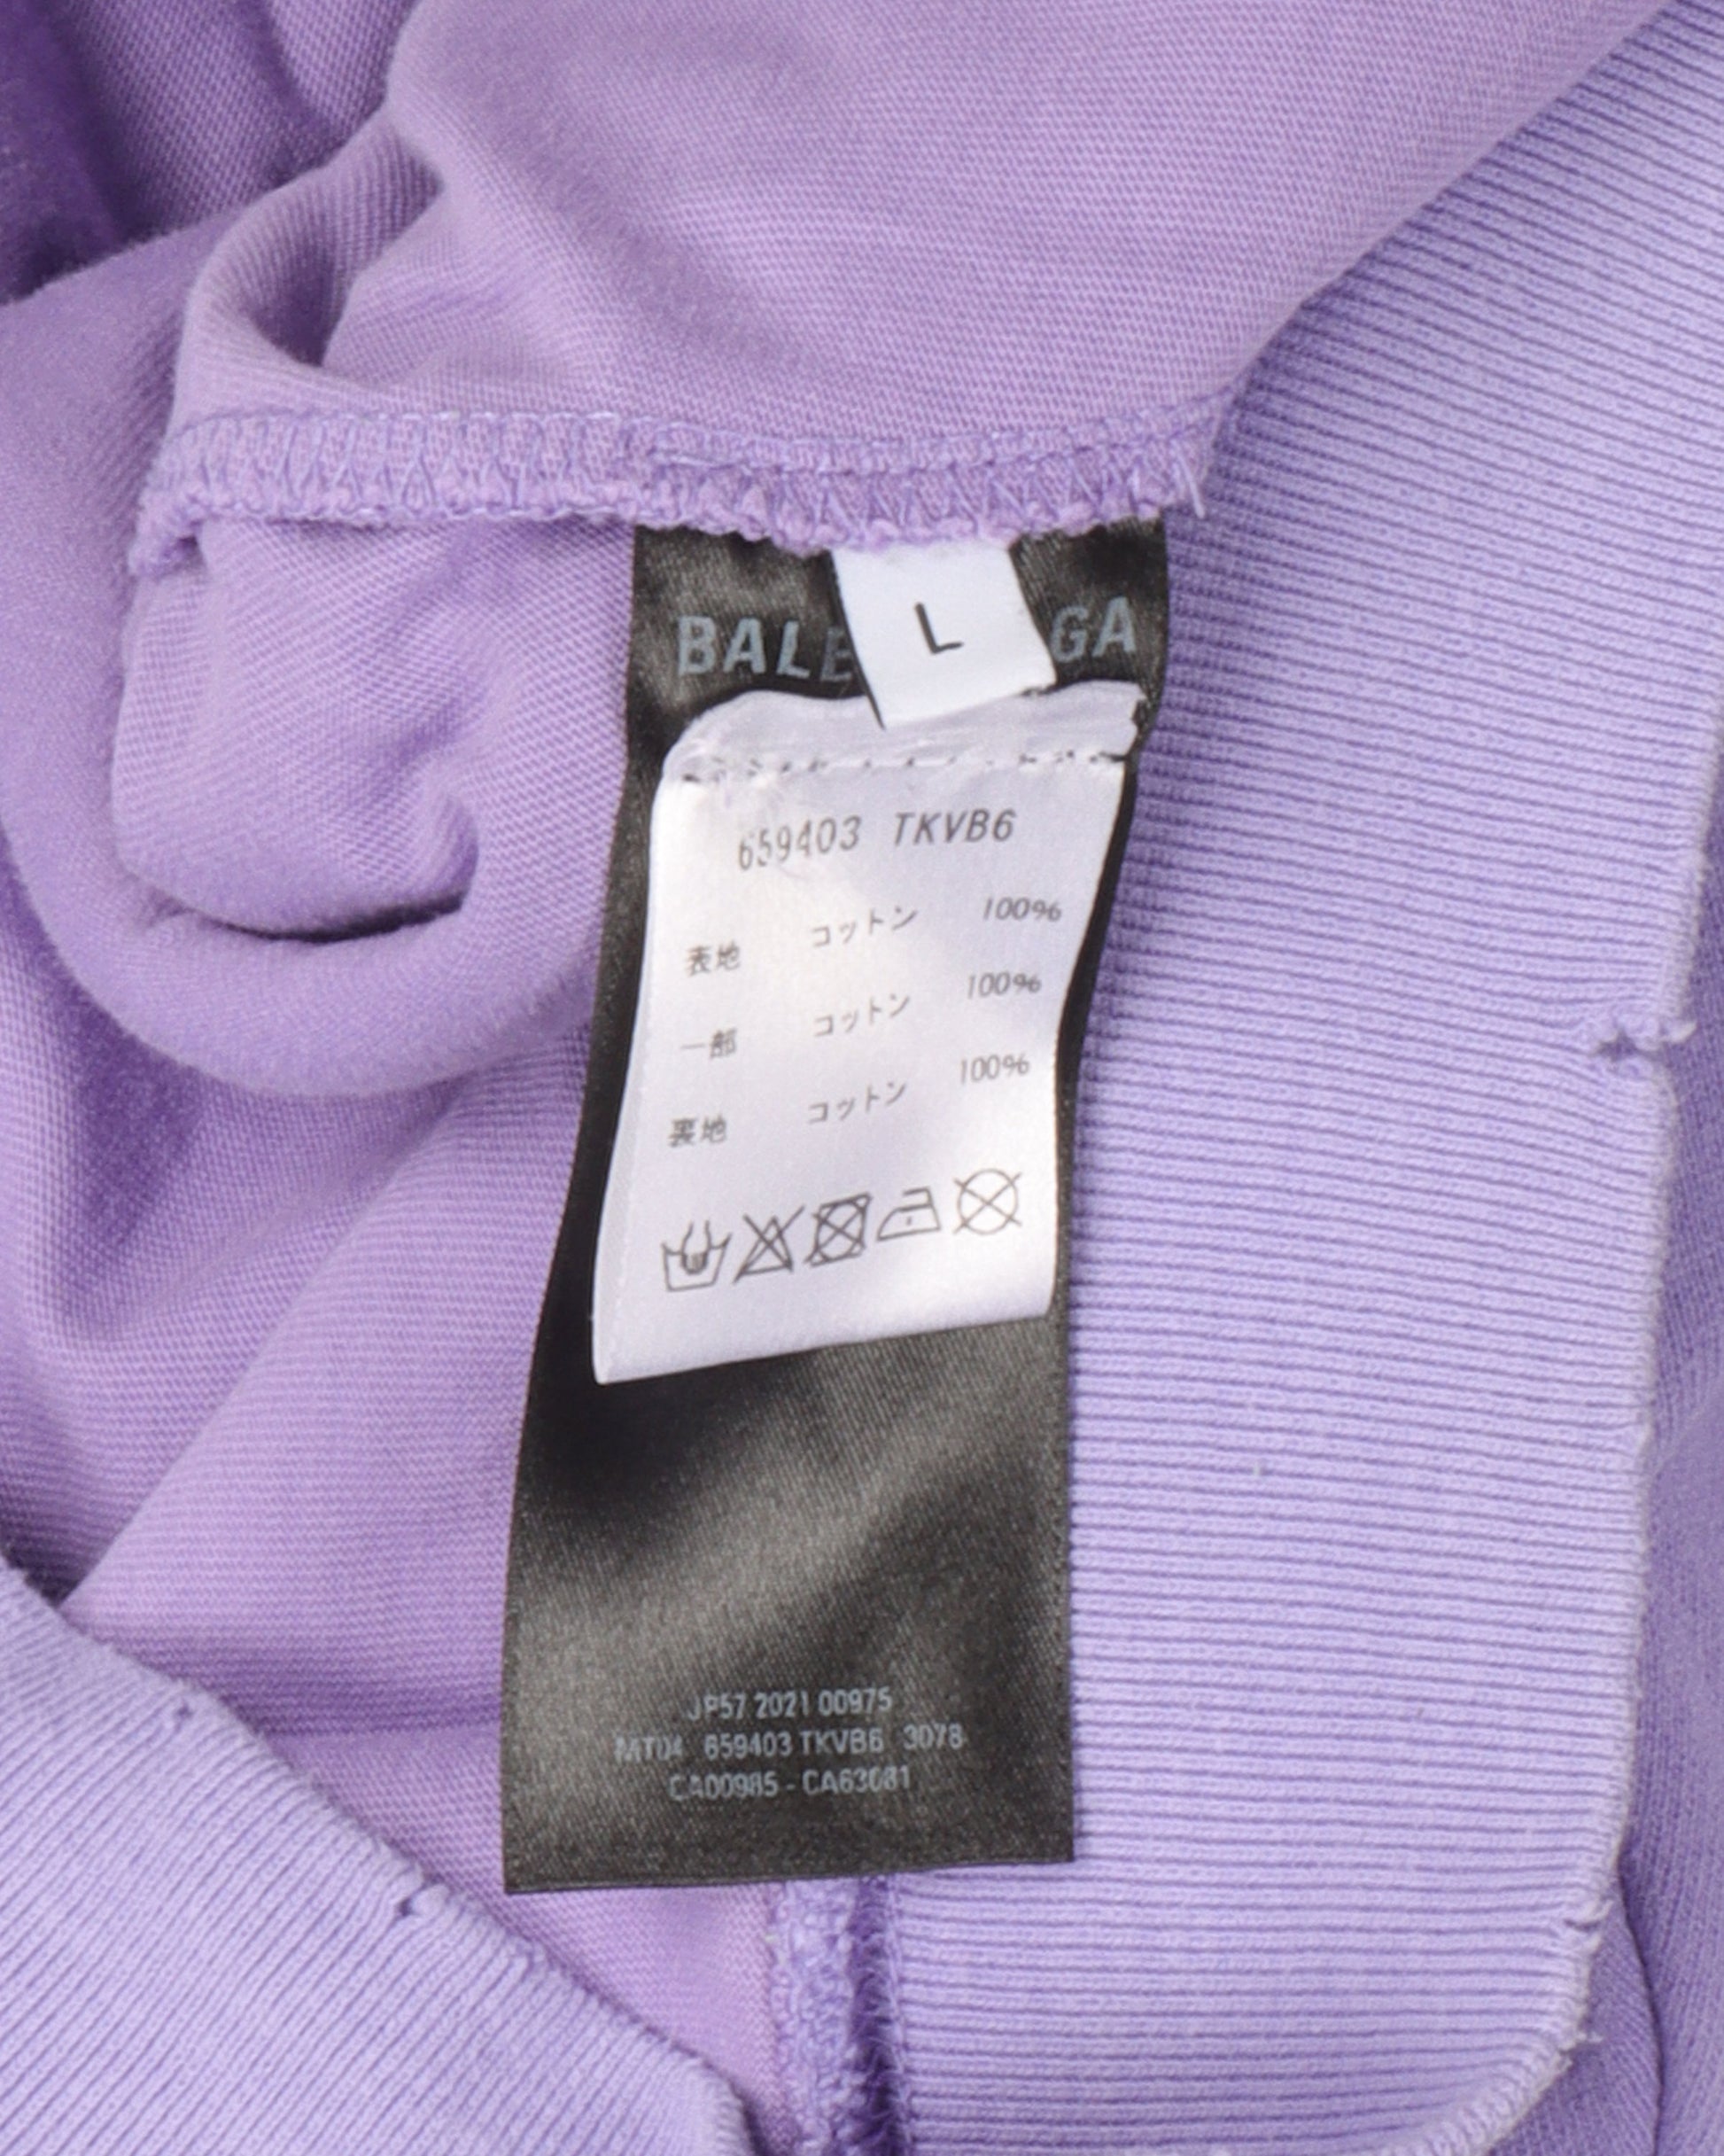 BALE GA
L
659403 TKVB6
表地 コットン 100%
一部 コットン 100%
裏地 コットン 100%
JP57 2021 00975
MT04 659403 TKVB6 3078
CA00985 - CA63081